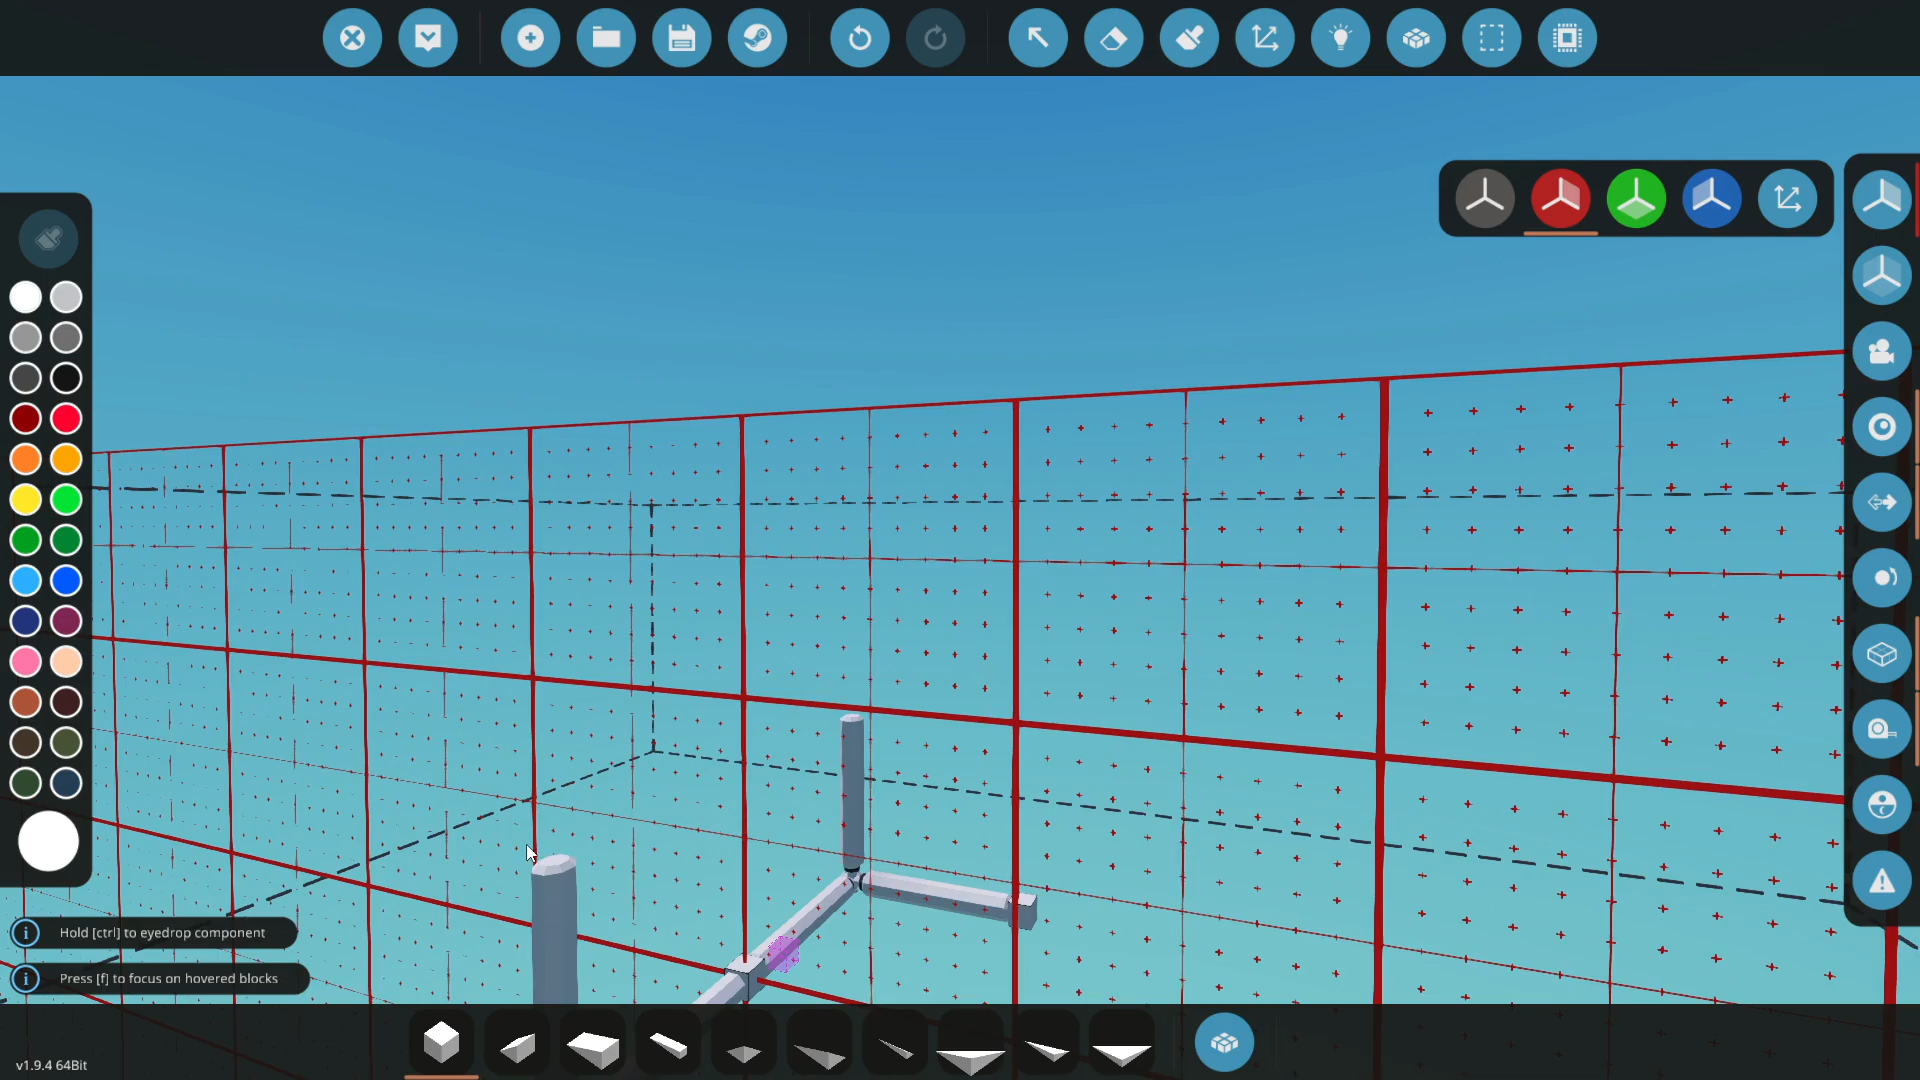 Hold [ctrl] to eyedrop component
Press [f] to focus on hovered blocks
v1.9.4 64Bit